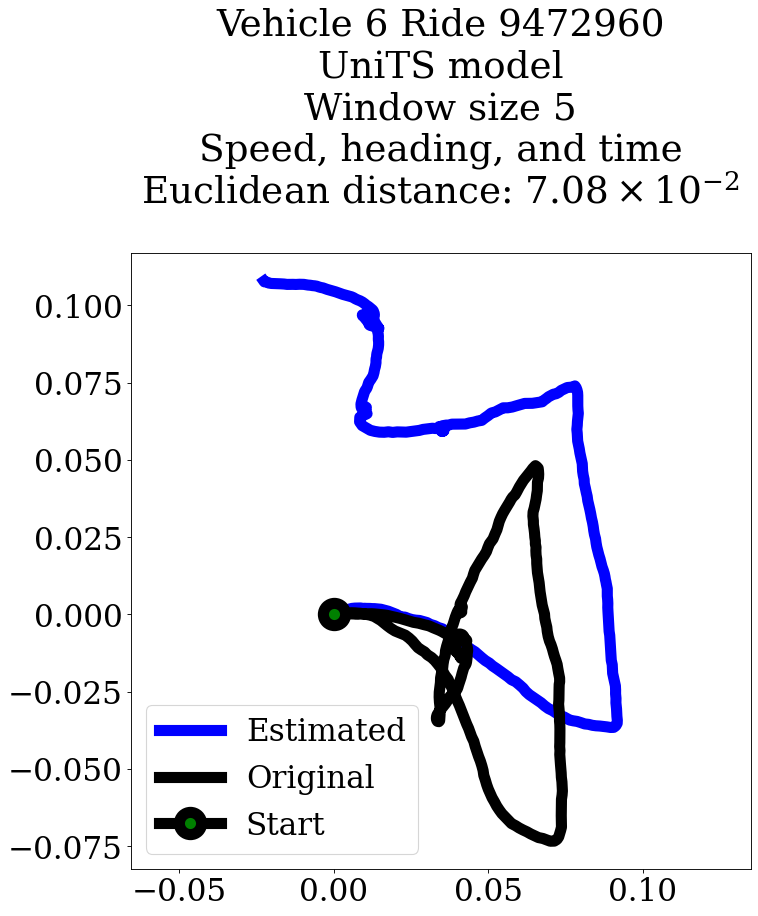 Vehicle 6 Ride 9472960
UniTS model
Window size 5
Speed, heading, and time
Euclidean distance: 7.08 × 10⁻²
0.100
0.075
0.050
0.025
0.000
−0.025
−0.050
−0.075
Estimated
Original
Start
−0.05 0.00 0.05 0.10